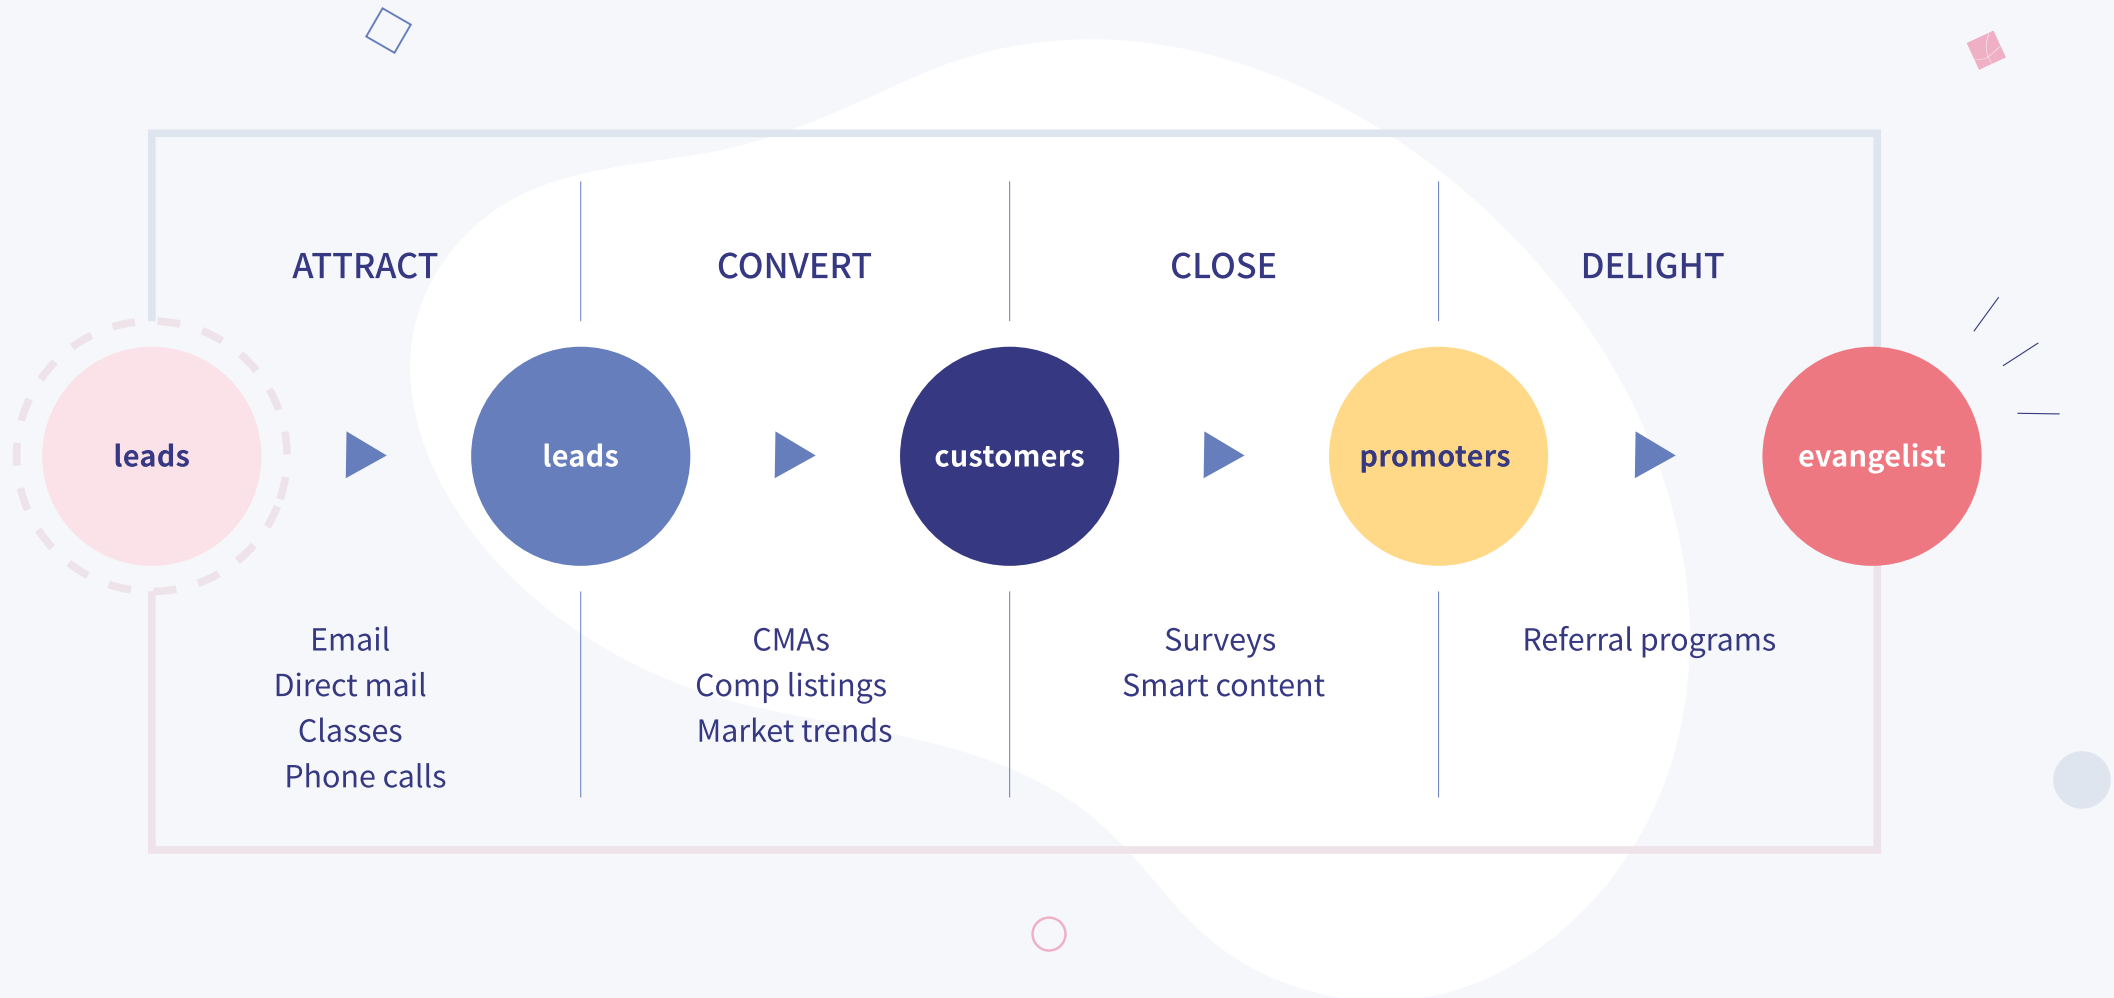 ATTRACT
CONVERT
CLOSE
DELIGHT
leads
leads
customers
promoters
evangelist
Email
Direct mail
Classes
Phone calls
CMAs
Comp listings
Market trends
Surveys
Smart content
Referral programs